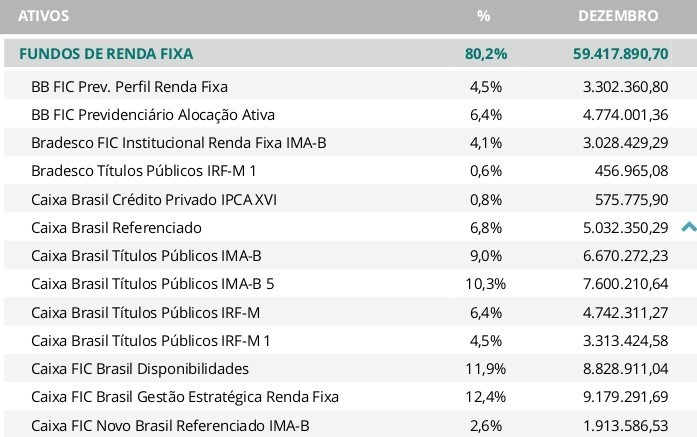 ATIVOS % DEZEMBRO
FUNDOS DE RENDA FIXA 80,2% 59.417.890,70
BB FIC Prev. Perfil Renda Fixa 4,5% 3.302.360,80
BB FIC Previdenciário Alocação Ativa 6,4% 4.774.001,36
Bradesco FIC Institucional Renda Fixa IMA-B 4,1% 3.028.429,29
Bradesco Títulos Públicos IRF-M 1 0,6% 456.965,08
Caixa Brasil Crédito Privado IPCA XVI 0,8% 575.775,90
Caixa Brasil Referenciado 6,8% 5.032.350,29
Caixa Brasil Títulos Públicos IMA-B 9,0% 6.670.272,23
Caixa Brasil Títulos Públicos IMA-B 5 10,3% 7.600.210,64
Caixa Brasil Títulos Públicos IRF-M 6,4% 4.742.311,27
Caixa Brasil Títulos Públicos IRF-M 1 4,5% 3.313.424,58
Caixa FIC Brasil Disponibilidades 11,9% 8.828.911,04
Caixa FIC Brasil Gestão Estratégica Renda Fixa 12,4% 9.179.291,69
Caixa FIC Novo Brasil Referenciado IMA-B 2,6% 1.913.586,53